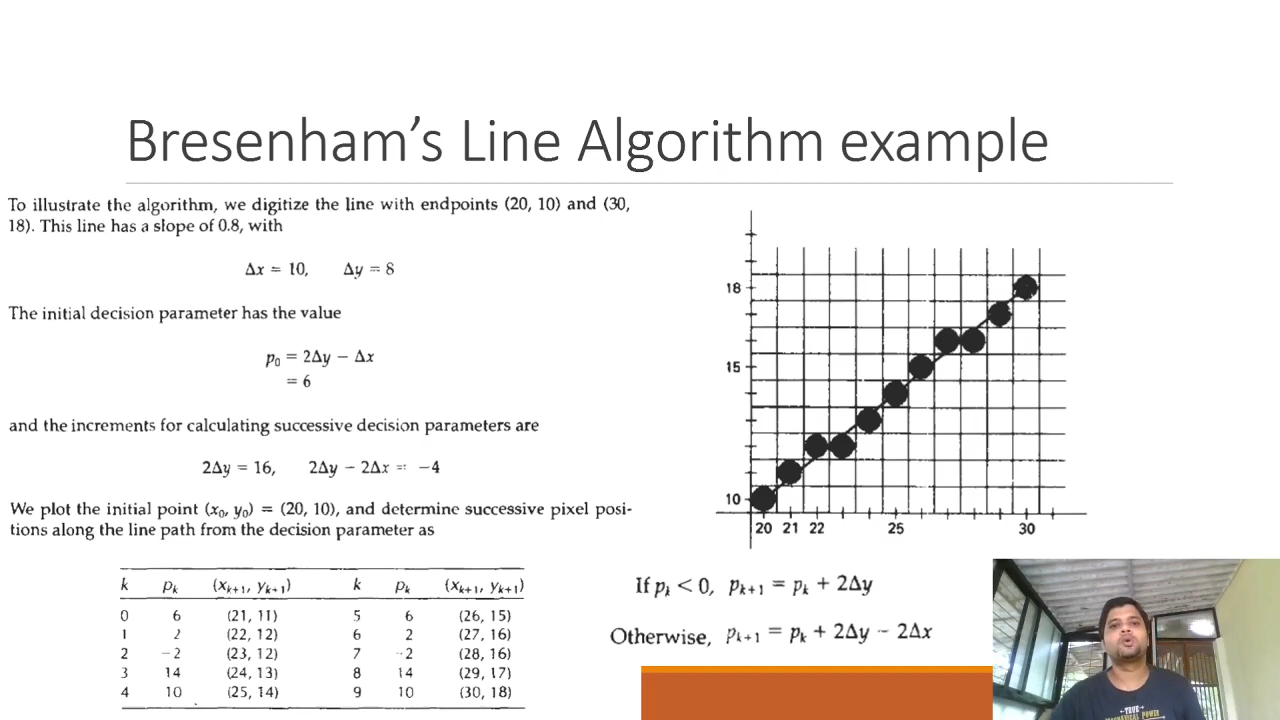 Bresenham's Line Algorithm example
To illustrate the algorithm, we digitize the line with endpoints (20, 10) and (30,
18). This line has a slope of 0.8, with
Δx = 10,  Δy = 8
The initial decision parameter has the value
p₀ = 2Δy − Δx
= 6
and the increments for calculating successive decision parameters are
2Δy = 16,  2Δy − 2Δx = −4
We plot the initial point (x₀, y₀) = (20, 10), and determine successive pixel posi-
tions along the line path from the decision parameter as
k pₖ (xₖ₊₁, yₖ₊₁) k pₖ (xₖ₊₁, yₖ₊₁)
0 6 (21, 11) 5 6 (26, 15)
1 2 (22, 12) 6 2 (27, 16)
2 −2 (23, 12) 7 −2 (28, 16)
3 14 (24, 13) 8 14 (29, 17)
4 10 (25, 14) 9 10 (30, 18)
18
15
10
20 21 22 25 30
If pₖ < 0, pₖ₊₁ = pₖ + 2Δy
Otherwise, pₖ₊₁ = pₖ + 2Δy − 2Δx
TRUE
MECHANICAL POWER